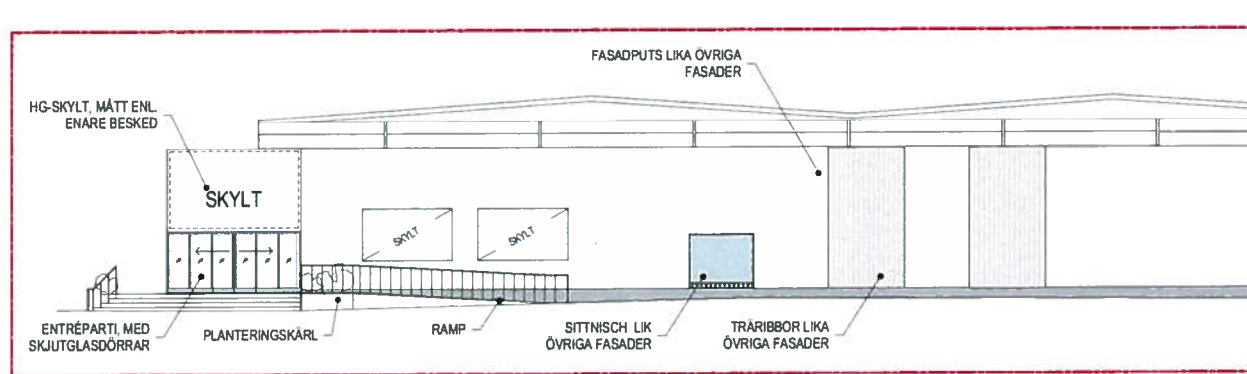 FASADPUTS LIKA ÖVRIGA
FASADER
HG-SKYLT, MÅTT ENL.
ENARE BESKED
SKYLT
SKYLT
SKYLT
ENTRÉPARTI, MED
SKJUTGLASDÖRRAR
PLANTERINGSKÄRL
RAMP
SITTNISCH LIK
ÖVRIGA FASADER
TRÄRIBBOR LIKA
ÖVRIGA FASADER